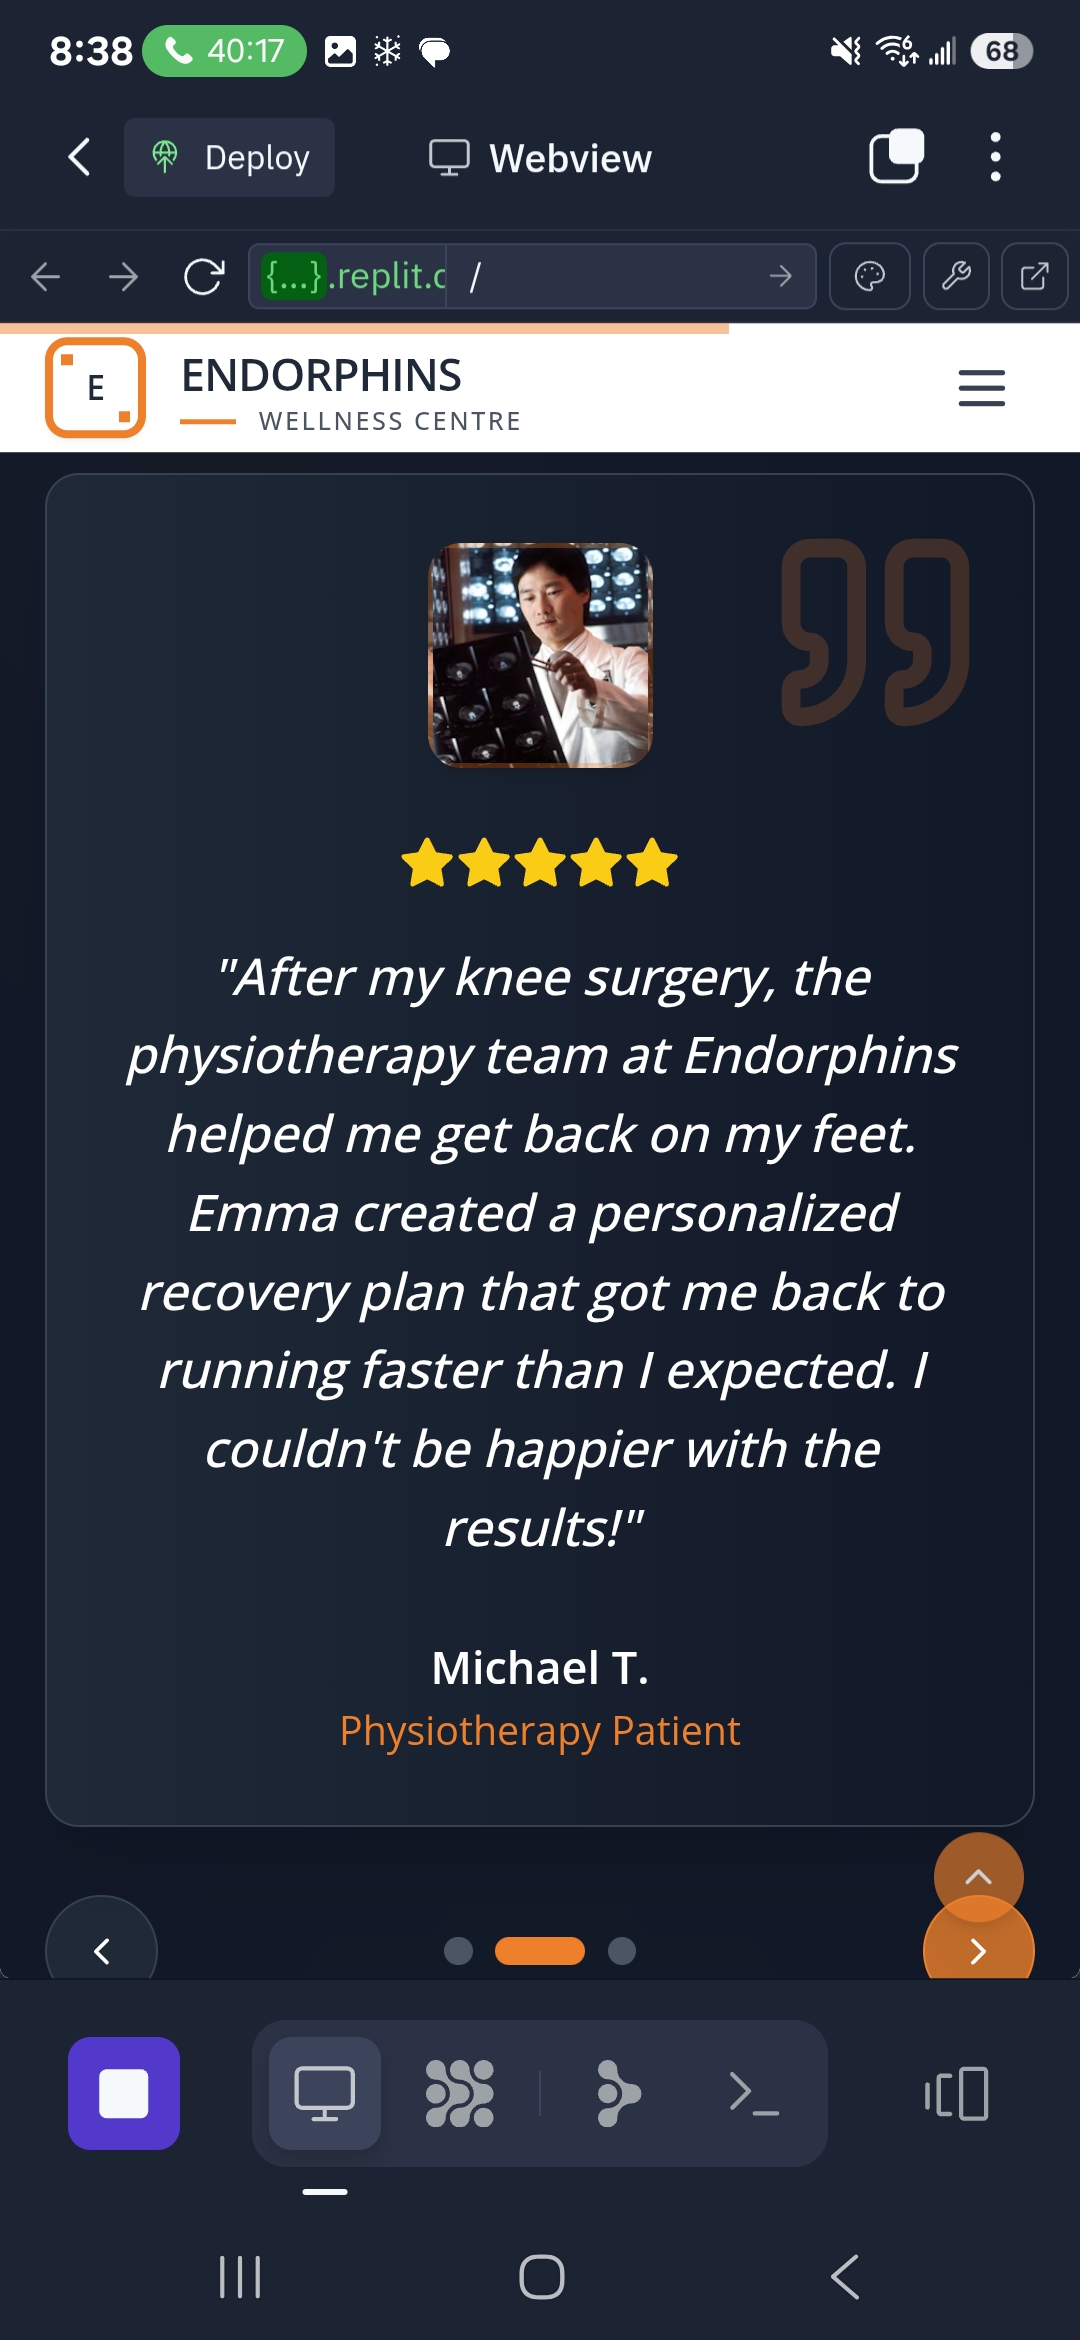 8:38 40:17 68
Deploy Webview
{...}.replit.d /
E ENDORPHINS
WELLNESS CENTRE
"After my knee surgery, the
physiotherapy team at Endorphins
helped me get back on my feet.
Emma created a personalized
recovery plan that got me back to
running faster than I expected. I
couldn't be happier with the
results!"
Michael T.
Physiotherapy Patient